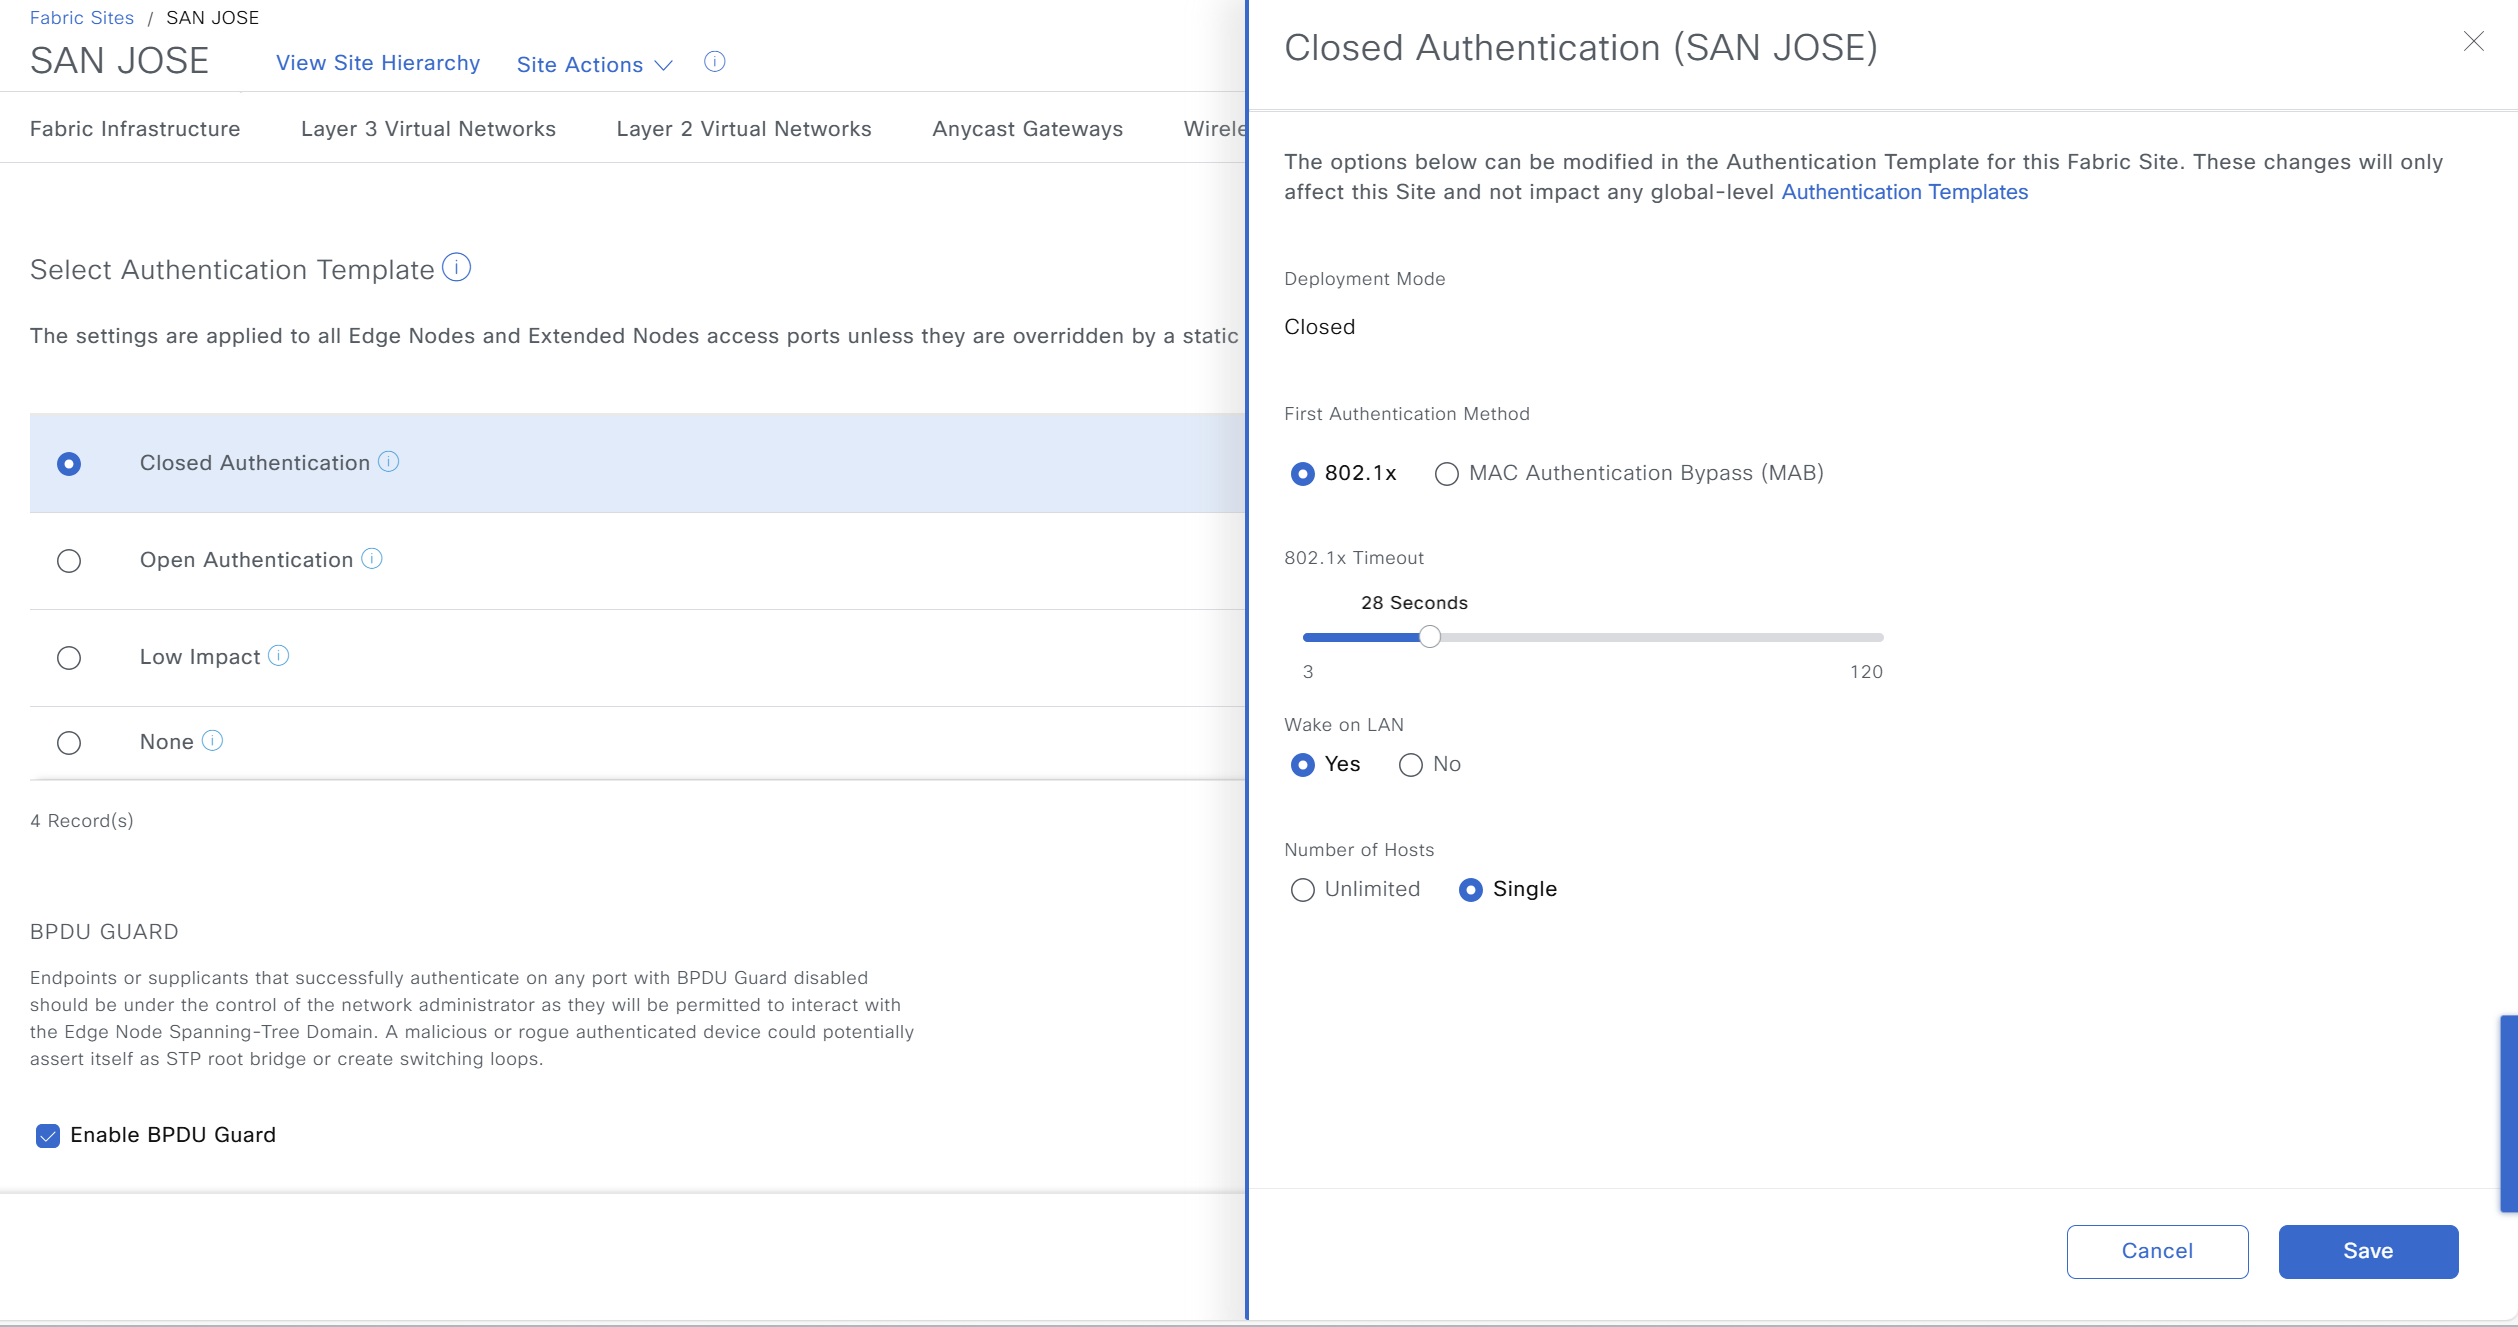 Fabric Sites / SAN JOSE
SAN JOSE
View Site Hierarchy
Site Actions
Fabric Infrastructure
Layer 3 Virtual Networks
Layer 2 Virtual Networks
Anycast Gateways
Wirele
Select Authentication Template
The settings are applied to all Edge Nodes and Extended Nodes access ports unless they are overridden by a static
Closed Authentication
Open Authentication
Low Impact
None
4 Record(s)
BPDU GUARD
Endpoints or supplicants that successfully authenticate on any port with BPDU Guard disabled
should be under the control of the network administrator as they will be permitted to interact with
the Edge Node Spanning-Tree Domain. A malicious or rogue authenticated device could potentially
assert itself as STP root bridge or create switching loops.
Enable BPDU Guard
Closed Authentication (SAN JOSE)
The options below can be modified in the Authentication Template for this Fabric Site. These changes will only
affect this Site and not impact any global-level Authentication Templates
Deployment Mode
Closed
First Authentication Method
802.1x
MAC Authentication Bypass (MAB)
802.1x Timeout
28 Seconds
3
120
Wake on LAN
Yes
No
Number of Hosts
Unlimited
Single
Cancel
Save